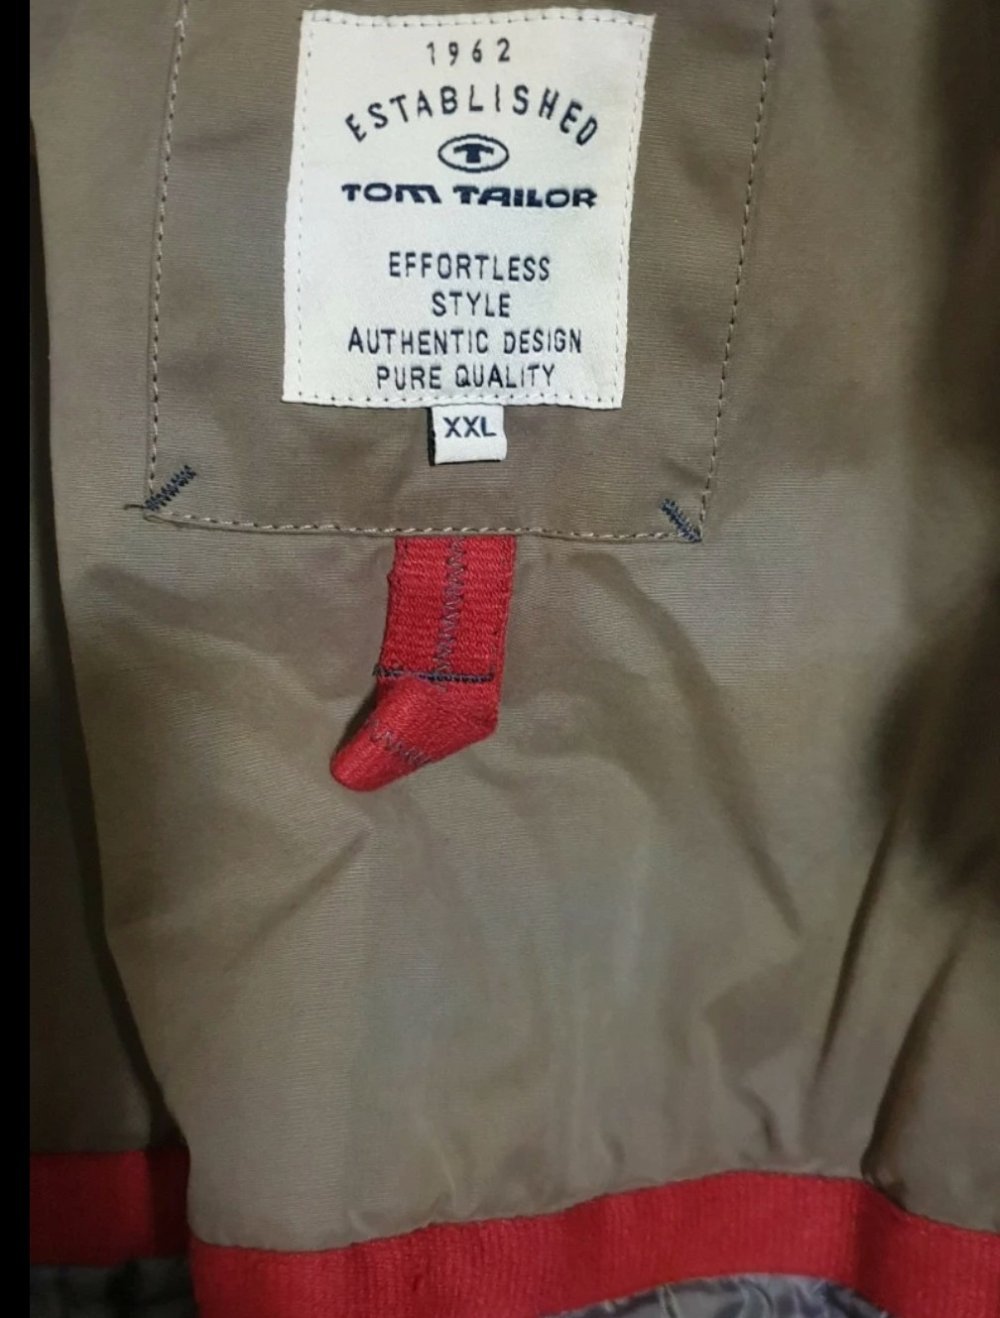 1962
ESTABLISHED
T
TOM TAILOR
EFFORTLESS
STYLE
AUTHENTIC DESIGN
PURE QUALITY
XXL